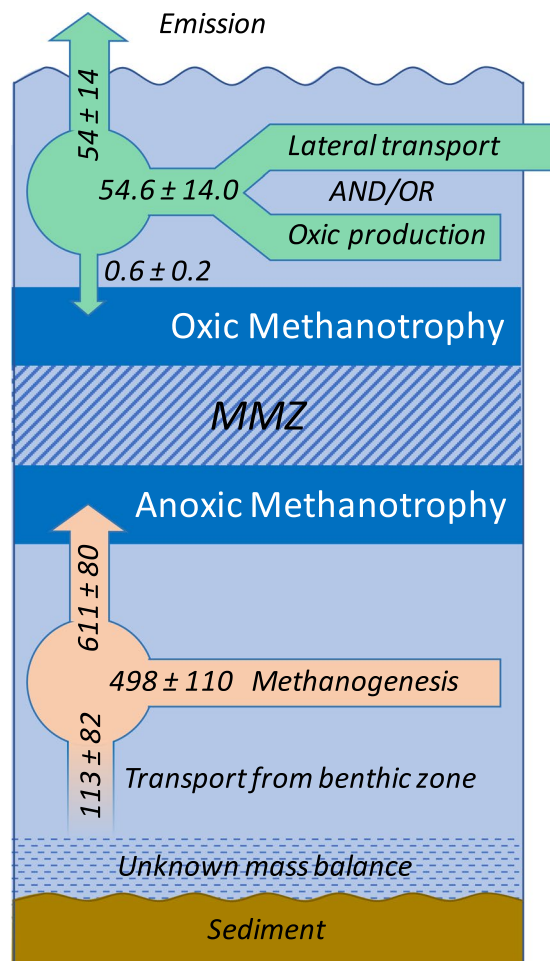 Emission
54 ± 14
Lateral transport
54.6 ± 14.0
AND/OR
Oxic production
0.6 ± 0.2
Oxic Methanotrophy
MMZ
Anoxic Methanotrophy
611 ± 80
498 ± 110 Methanogenesis
113 ± 82
Transport from benthic zone
Unknown mass balance
Sediment